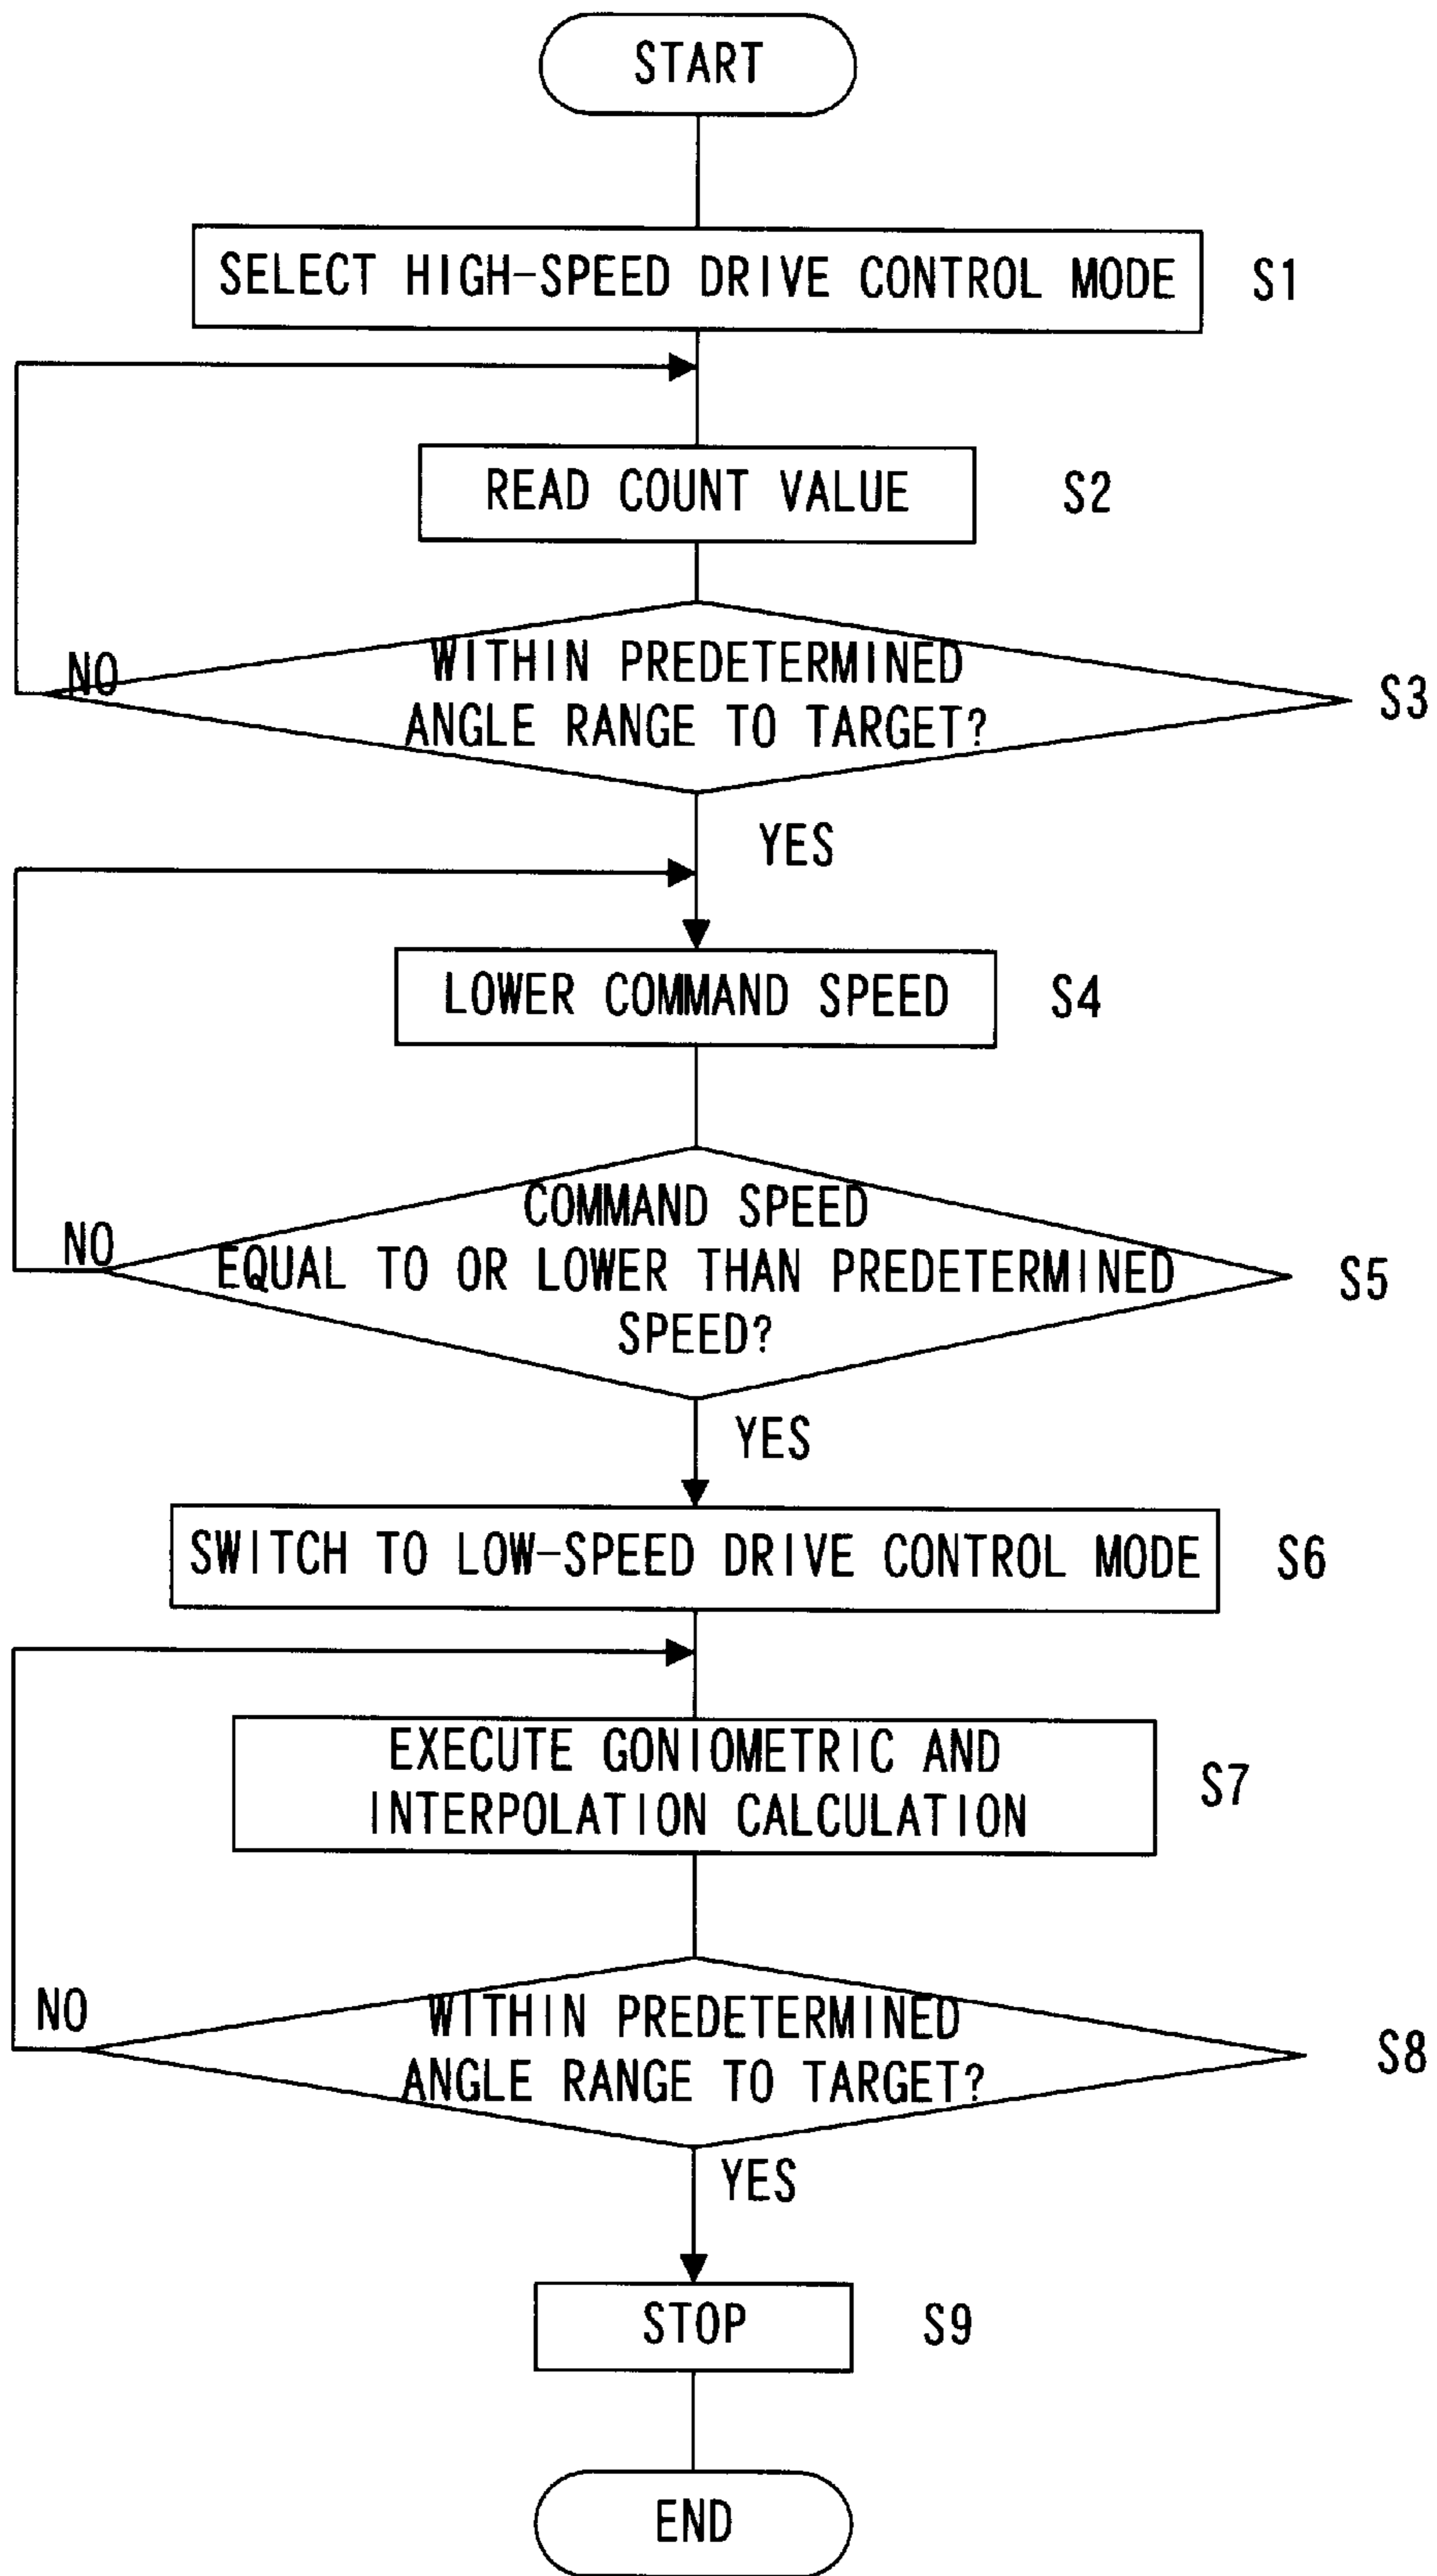 START
SELECT HIGH-SPEED DRIVE CONTROL MODE S1
READ COUNT VALUE S2
NO
WITHIN PREDETERMINED
ANGLE RANGE TO TARGET?
S3
YES
LOWER COMMAND SPEED S4
NO
COMMAND SPEED
EQUAL TO OR LOWER THAN PREDETERMINED
SPEED?
S5
YES
SWITCH TO LOW-SPEED DRIVE CONTROL MODE S6
EXECUTE GONIOMETRIC AND
INTERPOLATION CALCULATION
S7
NO
WITHIN PREDETERMINED
ANGLE RANGE TO TARGET?
S8
YES
STOP S9
END